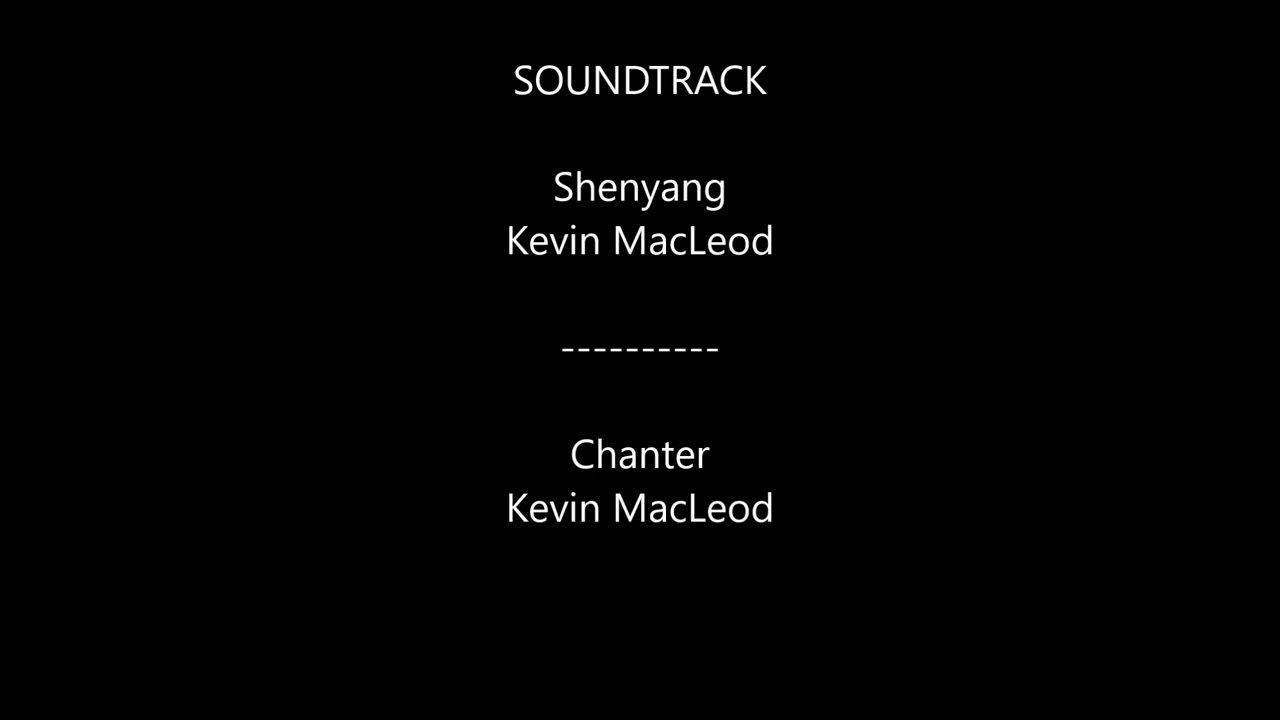 SOUNDTRACK
Shenyang
Kevin MacLeod
----------
Chanter
Kevin MacLeod